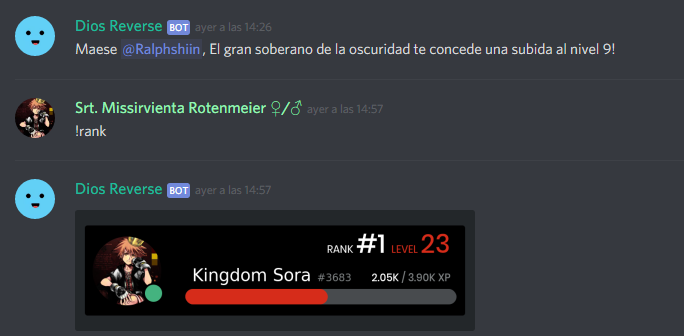 Dios Reverse BOT ayer a las 14:26
Maese @Ralphshiin, El gran soberano de la oscuridad te concede una subida al nivel 9!
Srt. Missirvienta Rotenmeier ♀/♂ ayer a las 14:57
!rank
Dios Reverse BOT ayer a las 14:57
RANK #1 LEVEL 23
Kingdom Sora #3683 2.05K / 3.90K XP